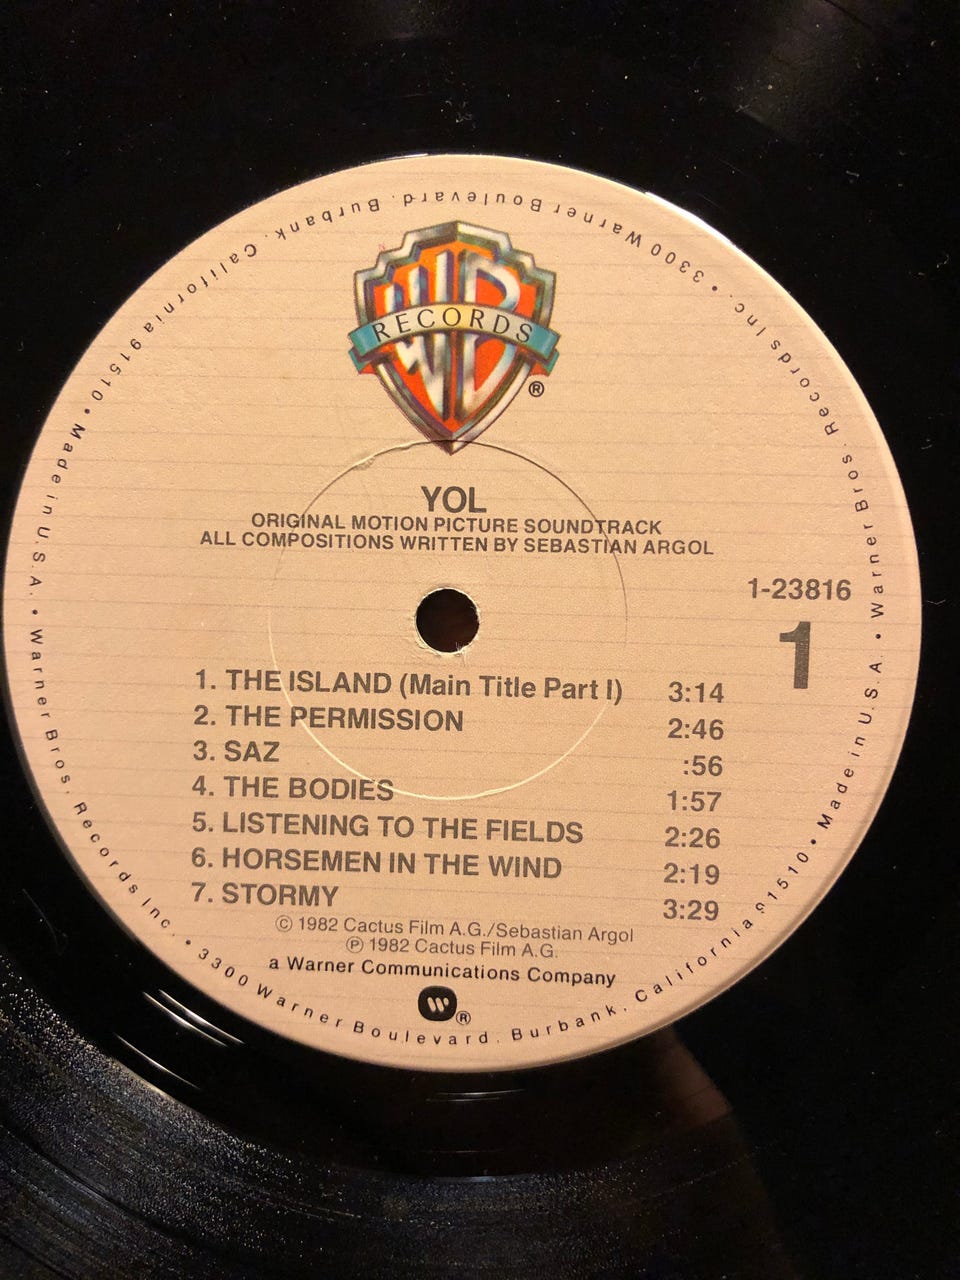 WB
RECORDS
®
YOL
ORIGINAL MOTION PICTURE SOUNDTRACK
ALL COMPOSITIONS WRITTEN BY SEBASTIAN ARGOL
1-23816
1
1. THE ISLAND (Main Title Part I) 3:14
2. THE PERMISSION 2:46
3. SAZ :56
4. THE BODIES 1:57
5. LISTENING TO THE FIELDS 2:26
6. HORSEMEN IN THE WIND 2:19
7. STORMY 3:29
© 1982 Cactus Film A.G./Sebastian Argol
℗ 1982 Cactus Film A.G.
a Warner Communications Company
®
Warner Bros. Records Inc. • 3300 Warner Boulevard. Burbank. California 91510 • Made in U.S.A. • Warner Bros. Records Inc. • 3300 Warner Boulevard. Burbank. California 91510 • Made in U.S.A. •